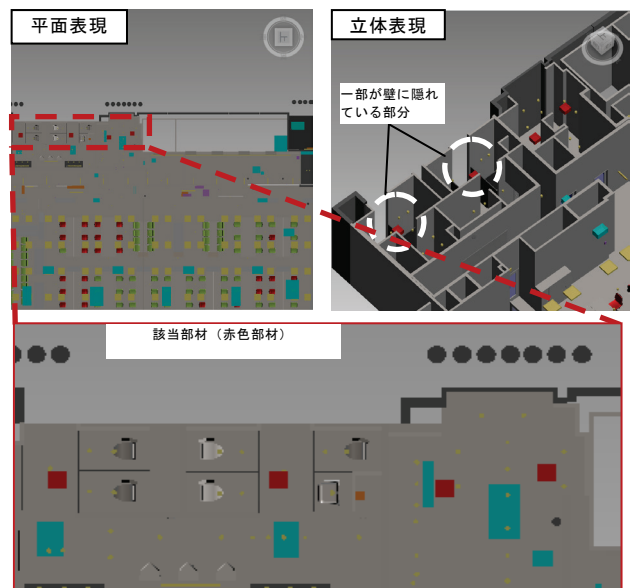 平面表現
立体表現
一部が壁に隠れ
ている部分
該当部材（赤色部材）